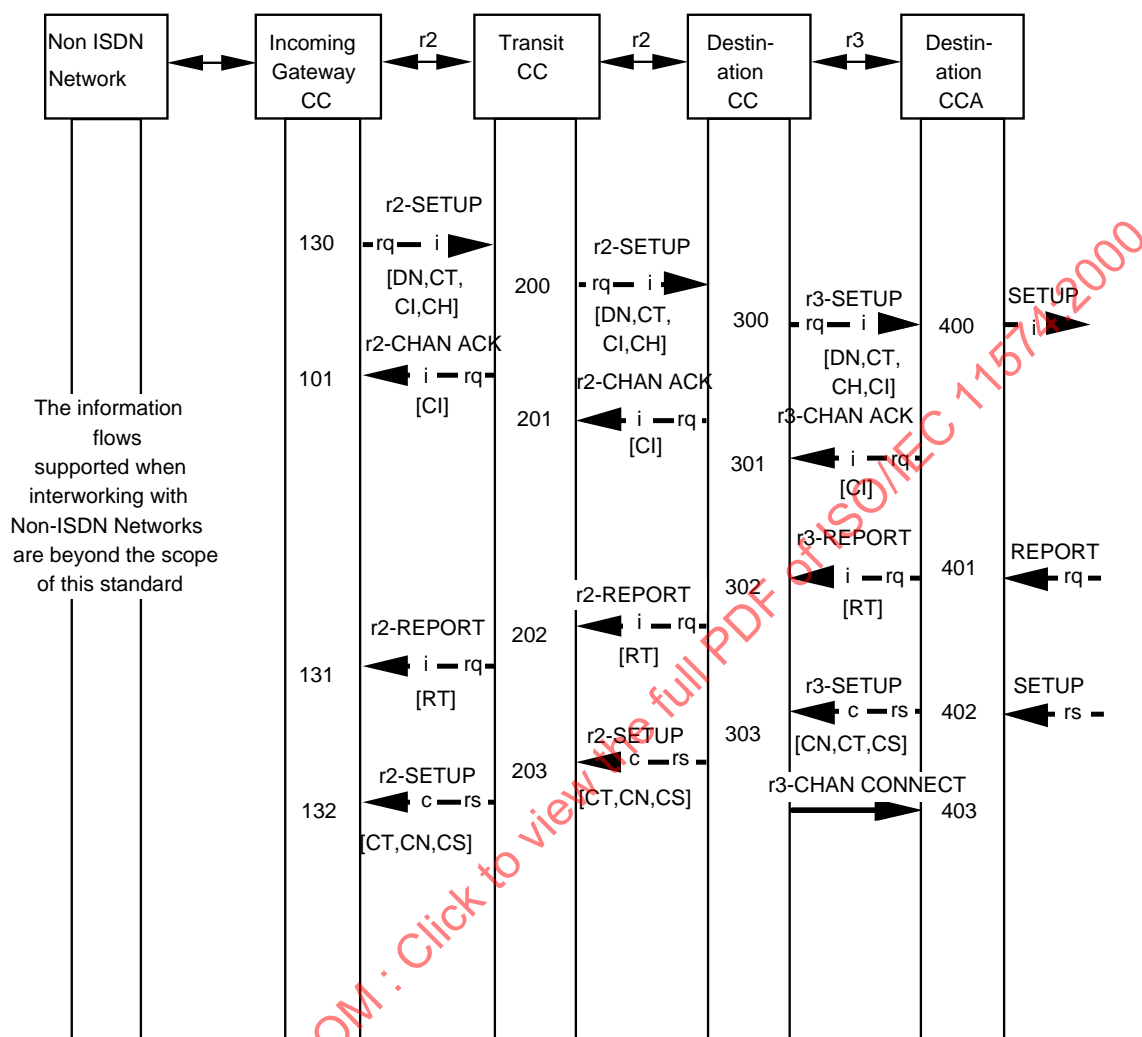 Non ISDN
Network
Incoming
Gateway
CC
r2
Transit
CC
r2
Destin-
ation
CC
r3
Destin-
ation
CCA
r2-SETUP
130
rq i
[DN,CT,
CI,CH]
r2-SETUP
200
rq i
[DN,CT,
CI,CH]
r3-SETUP
300
rq i
[DN,CT,
CH,CI]
SETUP
400
i
r2-CHAN ACK
101
i rq
[CI]
r2-CHAN ACK
201
i rq
[CI]
r3-CHAN ACK
301
i rq
[CI]
The information
flows
supported when
interworking with
Non-ISDN Networks
are beyond the scope
of this standard
r3-REPORT
302
i rq
[RT]
REPORT
401
rq
r2-REPORT
202
i rq
[RT]
r2-REPORT
131
i rq
[RT]
r3-SETUP
303
c rs
[CN,CT,CS]
SETUP
402
rs
r2-SETUP
203
c rs
[CT,CN,CS]
r2-SETUP
132
c rs
[CT,CN,CS]
r3-CHAN CONNECT
403
OM : Click to view the full PDF of ISO/IEC 11574:2000